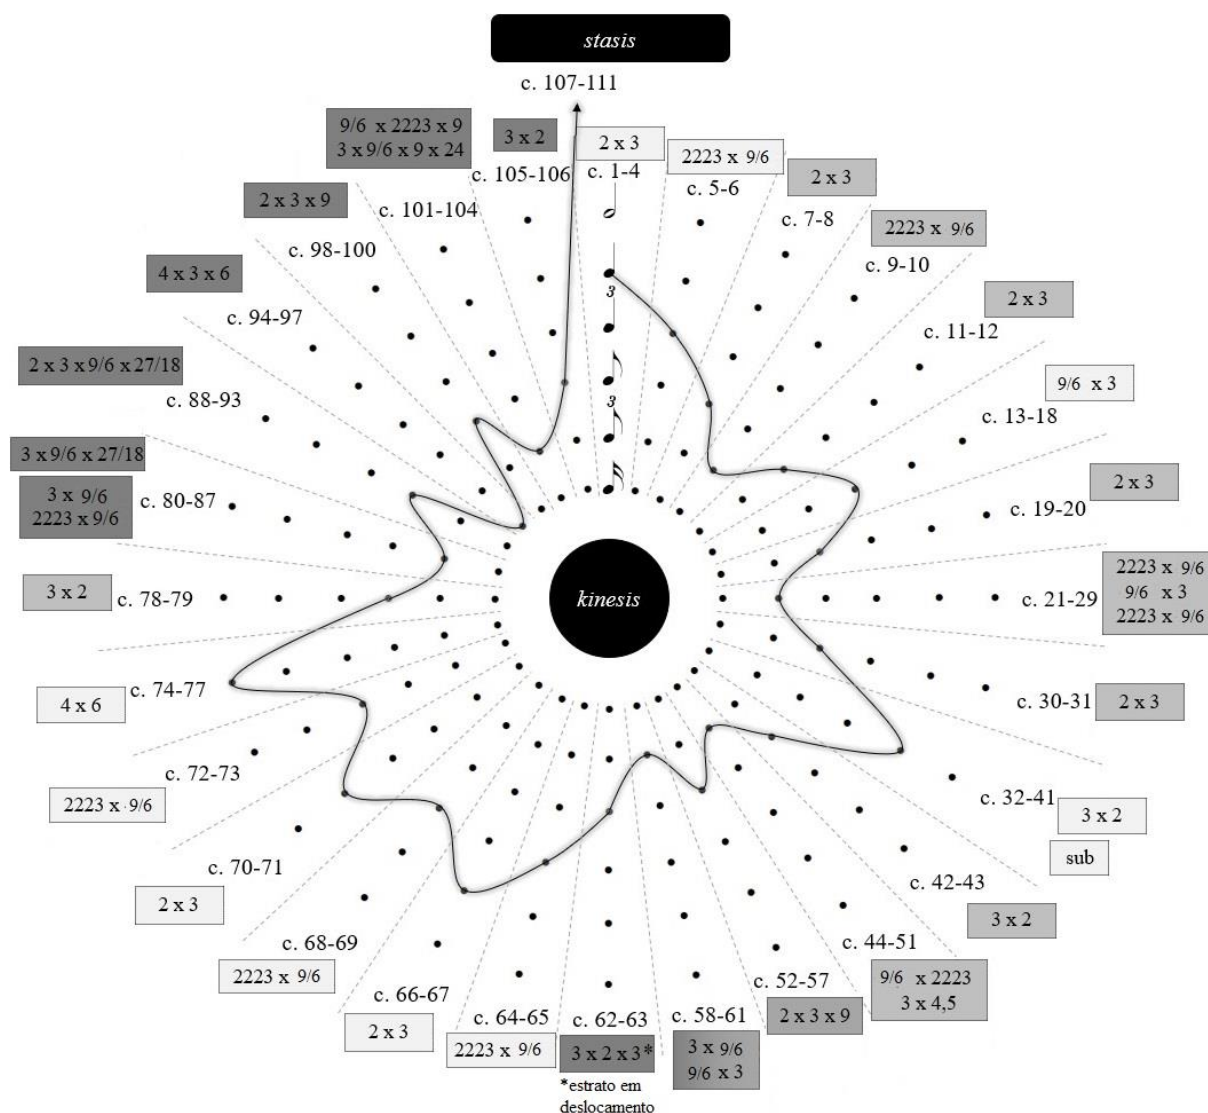 stasis
c. 107-111
2 x 3
c. 1-4
3
3
2223 x 9/6
c. 5-6
2 x 3
c. 7-8
2223 x 9/6
c. 9-10
2 x 3
c. 11-12
9/6 x 3
c. 13-18
2 x 3
c. 19-20
2223 x 9/6
9/6 x 3
2223 x 9/6
c. 21-29
c. 30-31
2 x 3
c. 32-41
3 x 2
sub
c. 42-43
3 x 2
c. 44-51
9/6 x 2223
3 x 4,5
c. 52-57
2 x 3 x 9
c. 58-61
3 x 9/6
9/6 x 3
c. 62-63
3 x 2 x 3*
*estrato em
deslocamento
c. 64-65
2223 x 9/6
c. 66-67
2 x 3
c. 68-69
2223 x 9/6
c. 70-71
2 x 3
c. 72-73
2223 x 9/6
c. 74-77
4 x 6
c. 78-79
3 x 2
c. 80-87
3 x 9/6 x 27/18
3 x 9/6
2223 x 9/6
c. 88-93
2 x 3 x 9/6 x 27/18
c. 94-97
4 x 3 x 6
c. 98-100
2 x 3 x 9
c. 101-104
9/6 x 2223 x 9
3 x 9/6 x 9 x 24
c. 105-106
3 x 2
kinesis